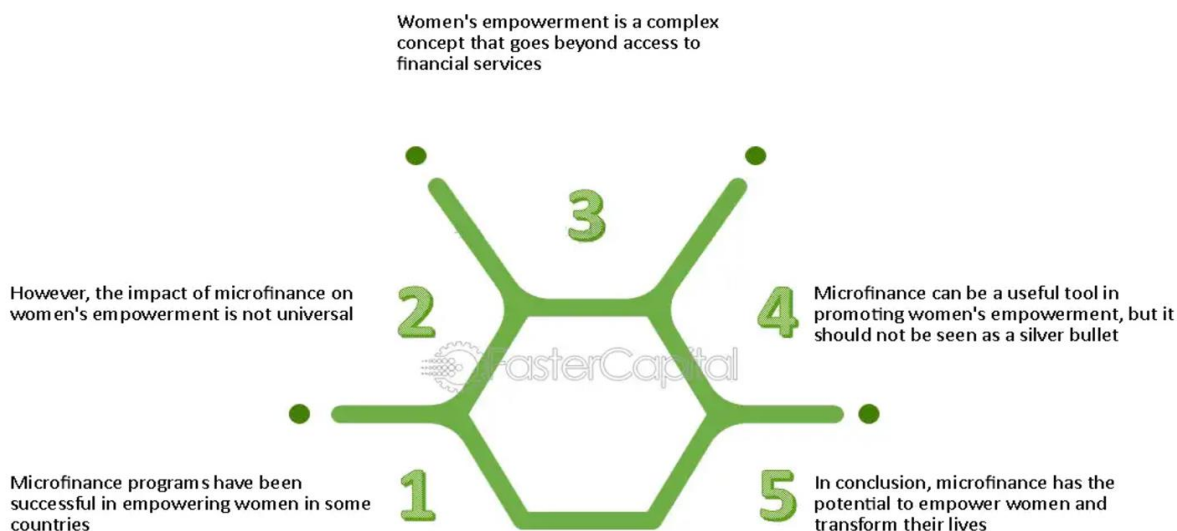 Women's empowerment is a complex
concept that goes beyond access to
financial services
3
However, the impact of microfinance on
women's empowerment is not universal
2
4
Microfinance can be a useful tool in
promoting women's empowerment, but it
should not be seen as a silver bullet
FasterCapital
Microfinance programs have been
successful in empowering women in some
countries
1
5
In conclusion, microfinance has the
potential to empower women and
transform their lives